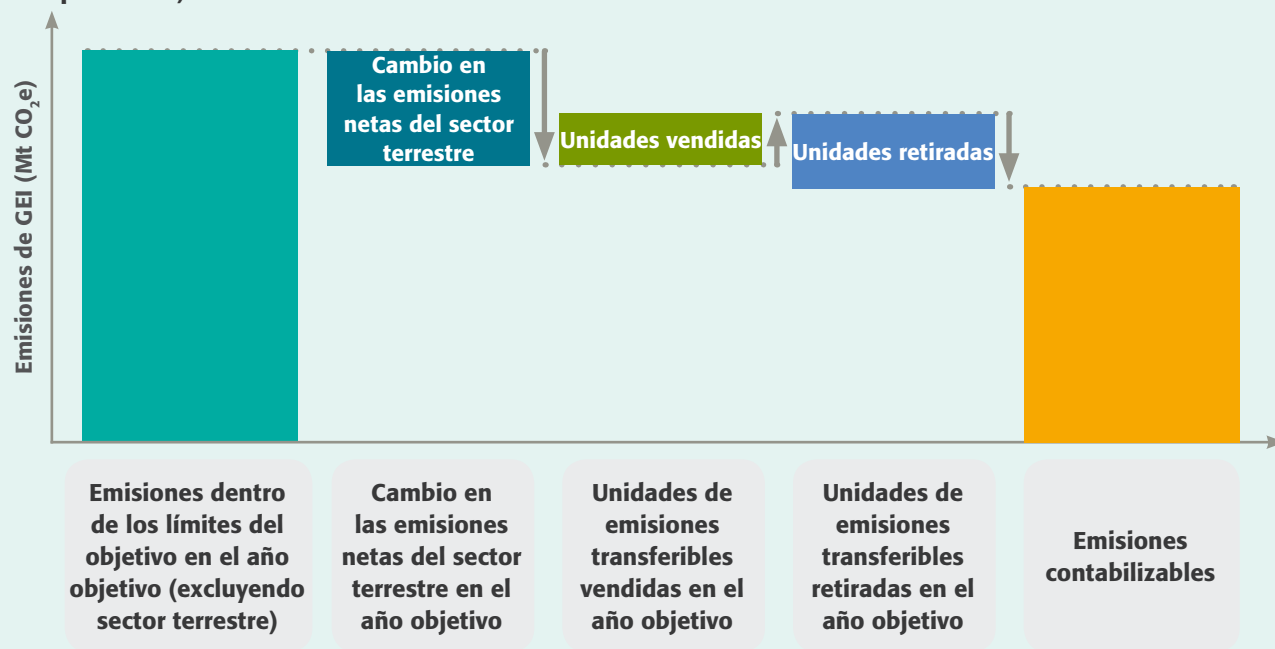 Emisiones de GEI (Mt CO₂e)
Cambio en
las emisiones
netas del sector
terrestre
Unidades vendidas
Unidades retiradas
Emisiones dentro
de los límites del
objetivo en el año
objetivo (excluyendo
sector terrestre)
Cambio en
las emisiones
netas del sector
terrestre en el
año objetivo
Unidades de
emisiones
transferibles
vendidas en el
año objetivo
Unidades de
emisiones
transferibles
retiradas en el
año objetivo
Emisiones
contabilizables